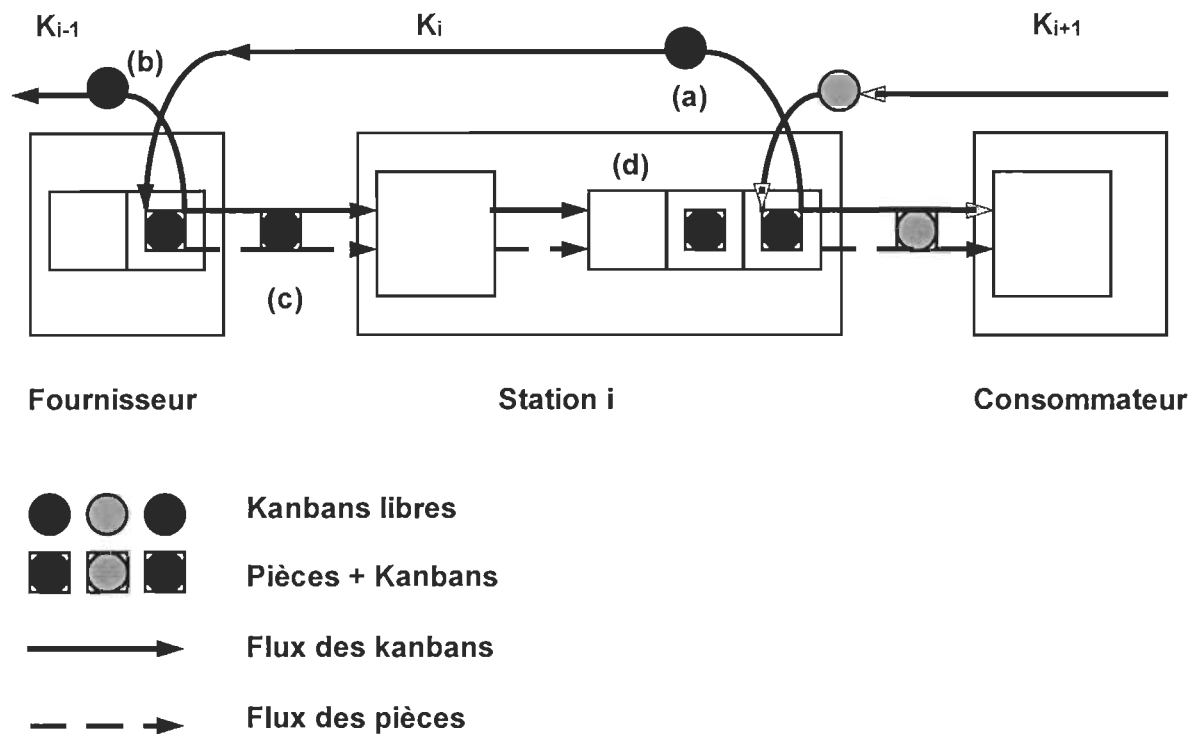 Ki-1
Ki
Ki+1
(b)
(a)
(d)
(c)
Fournisseur
Station i
Consommateur
Kanbans libres
Pièces + Kanbans
Flux des kanbans
Flux des pièces